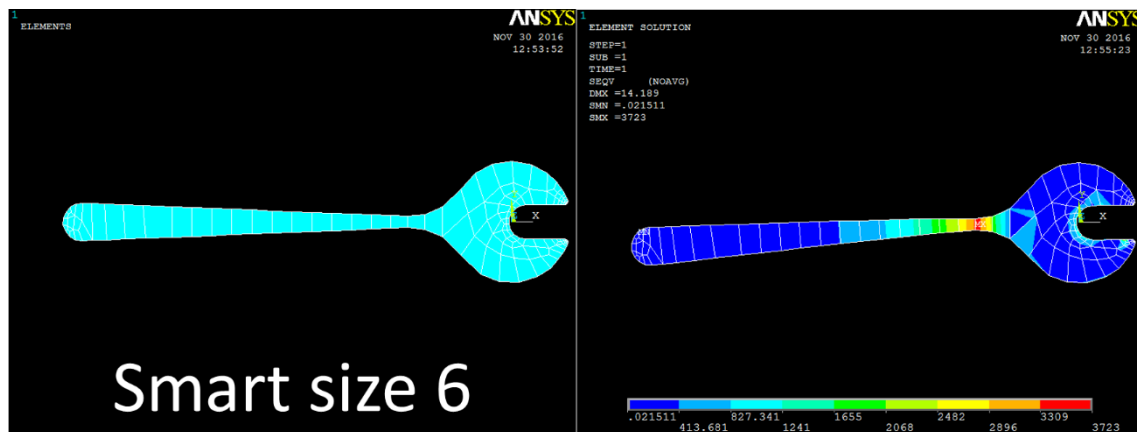 1
ANSYS
ELEMENTS
NOV 30 2016
12:53:52
X
Smart size 6
1
ANSYS
ELEMENT SOLUTION
NOV 30 2016
12:55:23
STEP=1
SUB =1
TIME=1
SEQV (NOAVG)
DMX =14.189
SMN =.021511
SMX =3723
X
.021511 827.341 1655 2482 3309
413.681 1241 2068 2896 3723